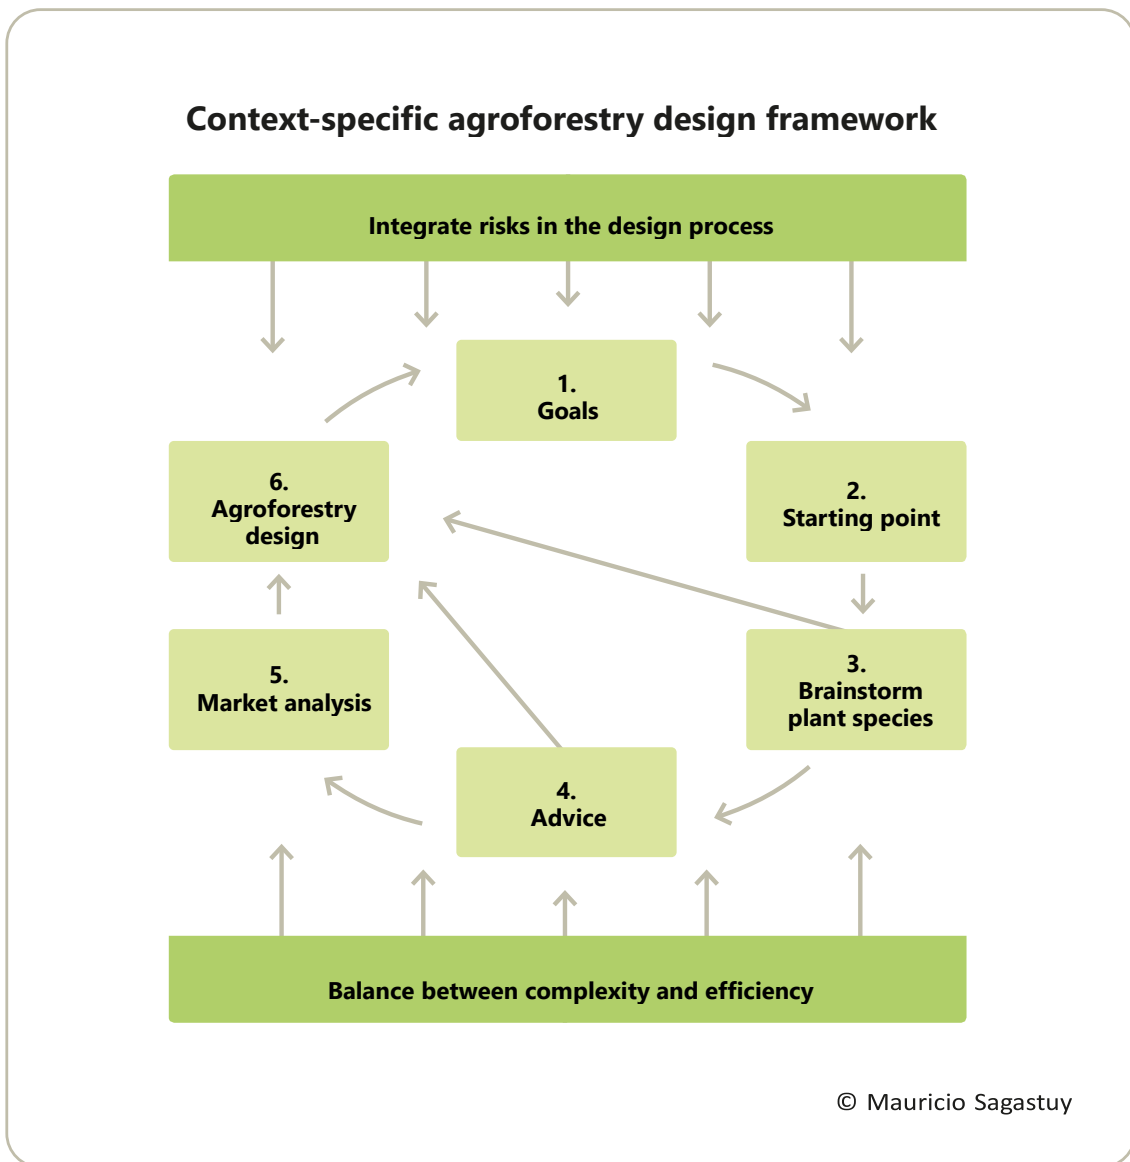 Context-specific agroforestry design framework
Integrate risks in the design process
1.
Goals
2.
Starting point
3.
Brainstorm
plant species
4.
Advice
5.
Market analysis
6.
Agroforestry
design
Balance between complexity and efficiency
© Mauricio Sagastuy